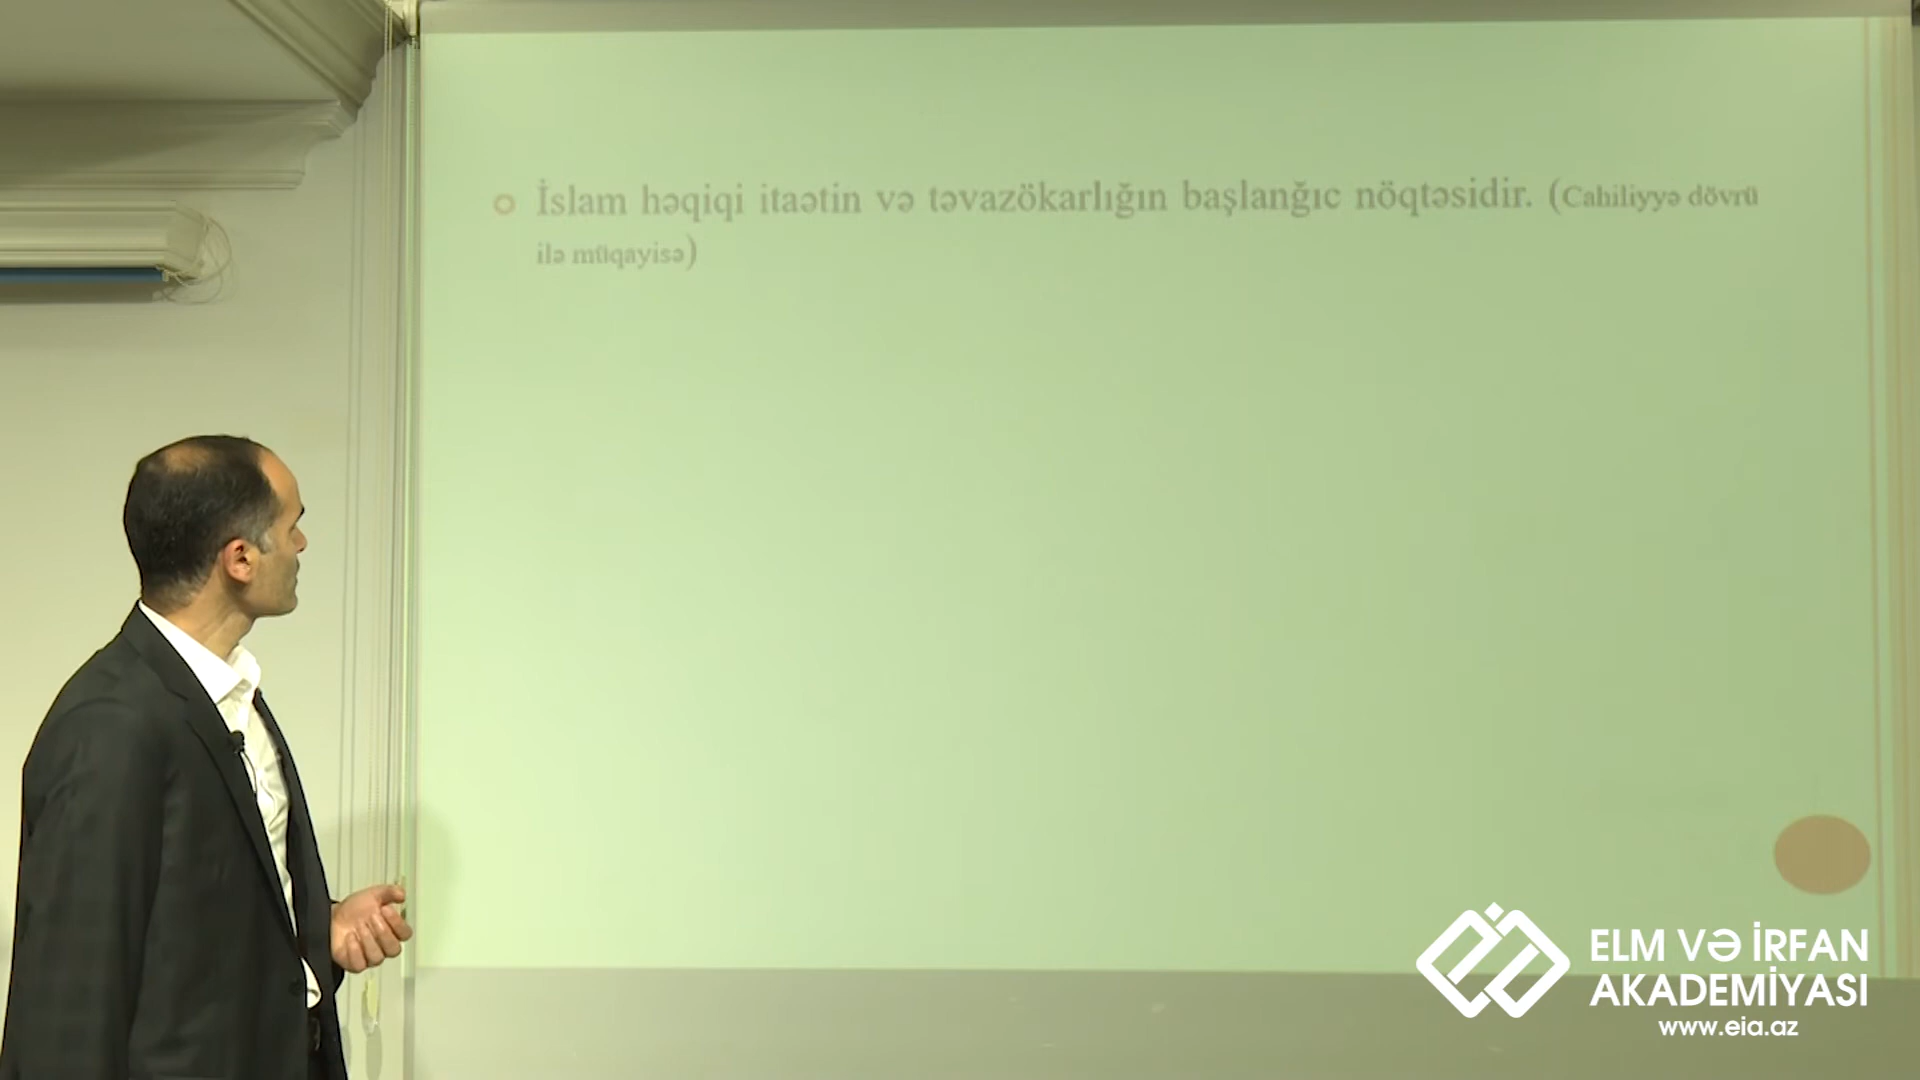 İslam həqiqi itaətin və təvazökarlığın başlanğıc nöqtəsidir. (Cahiliyyə dövrü
ilə müqayisə)
ELM VƏ İRFAN
AKADEMİYASI
www.eia.az